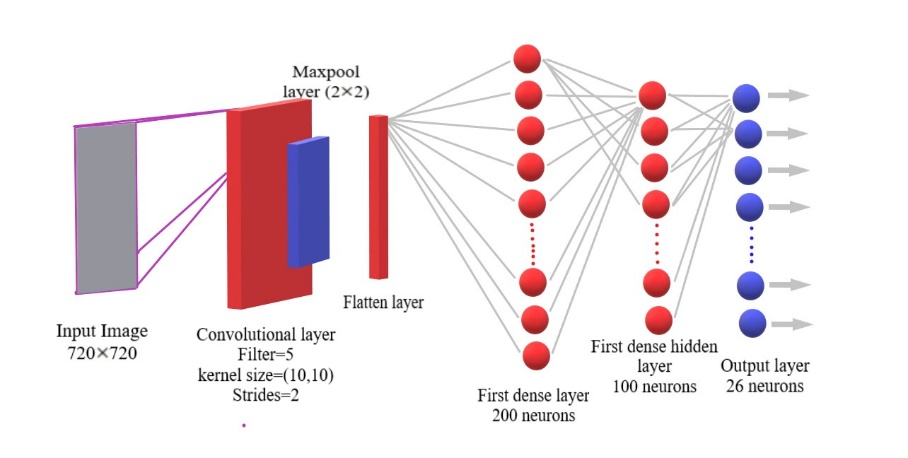 Maxpool
layer (2×2)
Input Image
720×720
Convolutional layer
Filter=5
kernel size=(10,10)
Strides=2
Flatten layer
First dense layer
200 neurons
First dense hidden
layer
100 neurons
Output layer
26 neurons